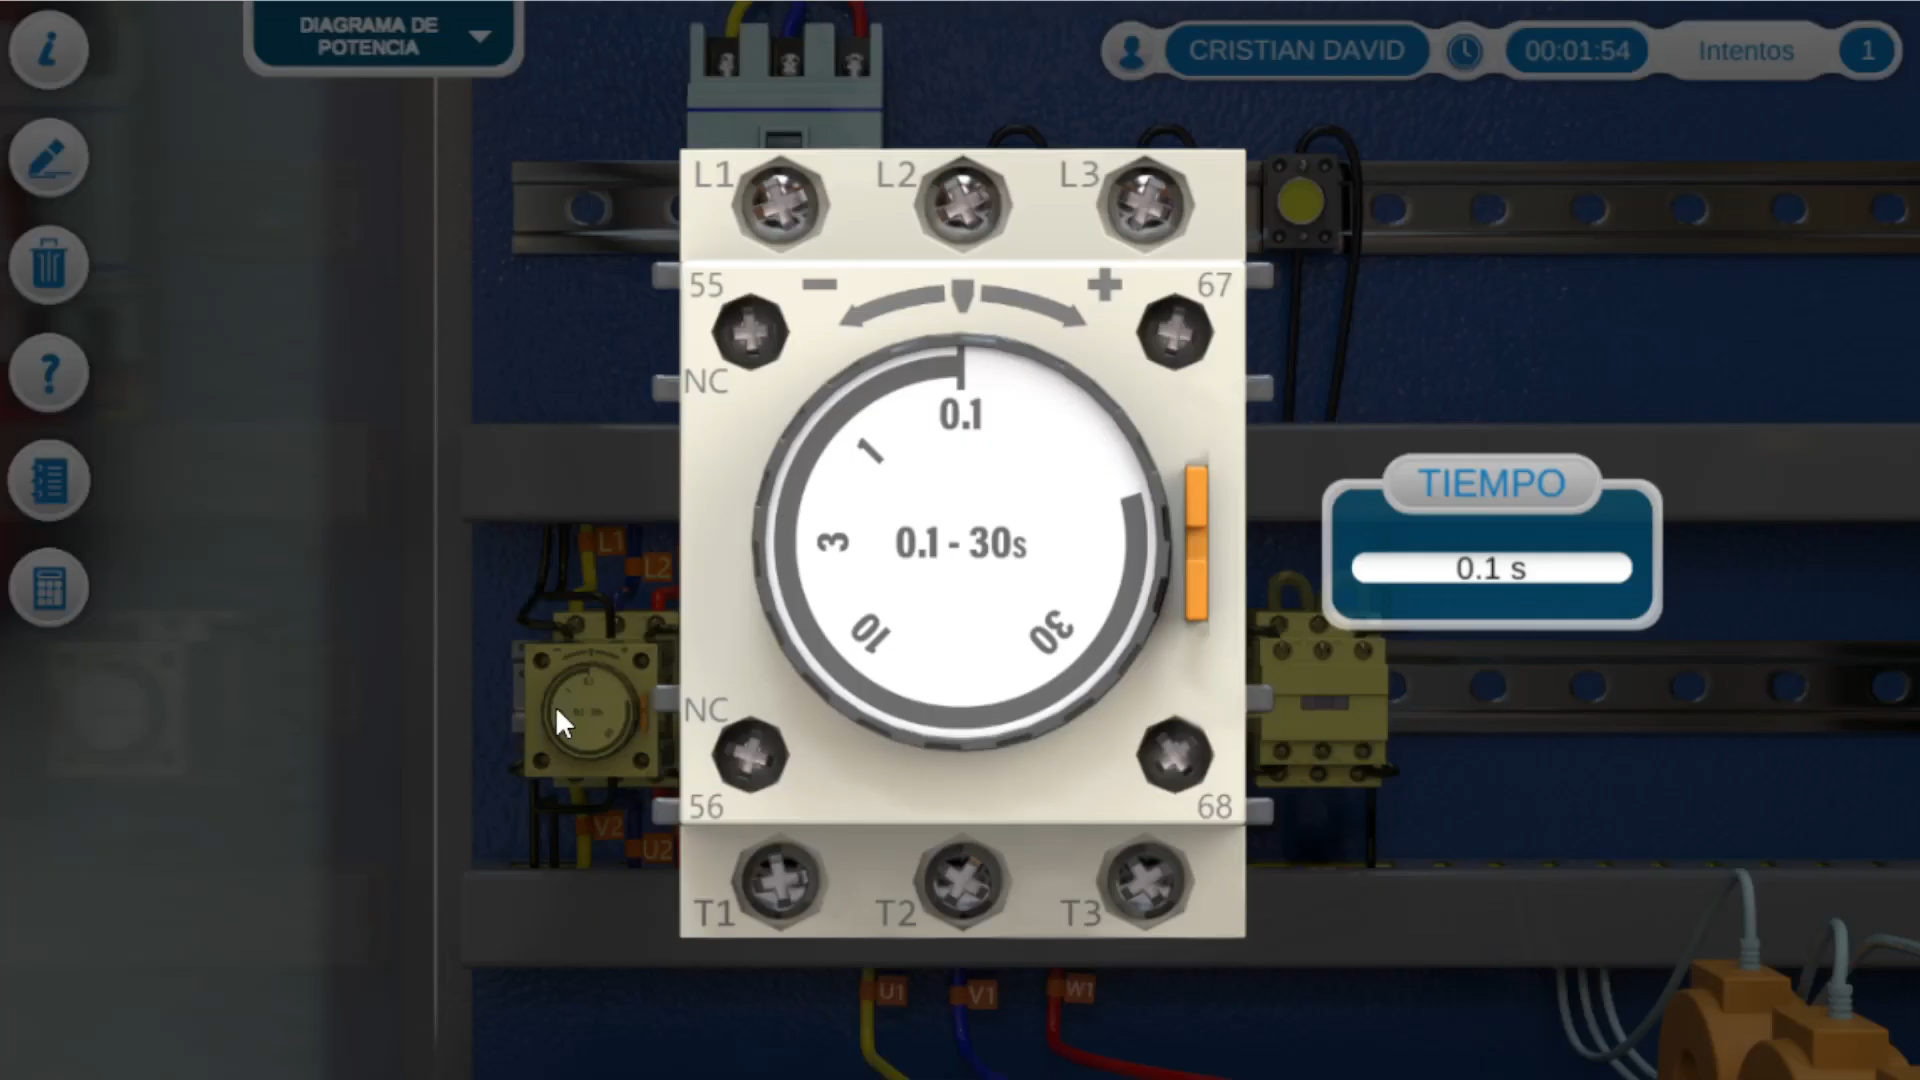 DIAGRAMA DE
POTENCIA
CRISTIAN DAVID
00:01:54
Intentos
1
L1
L2
L3
55
67
NC
0.1
1
3
0.1 - 30s
10
30
TIEMPO
0.1 s
L1
L2
NC
56
68
V2
U2
T1
T2
T3
U1
V1
W1